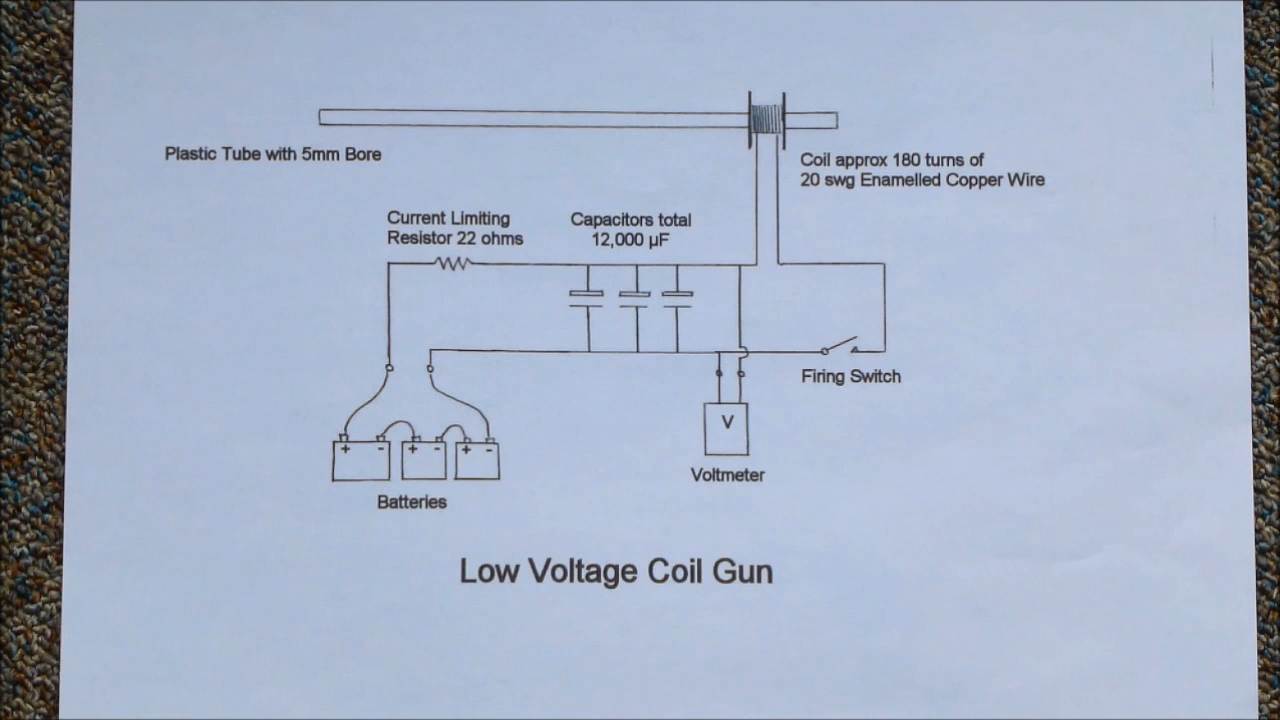 Plastic Tube with 5mm Bore
Coil approx 180 turns of
20 swg Enamelled Copper Wire
Current Limiting
Resistor 22 ohms
Capacitors total
12,000 µF
Firing Switch
V
Voltmeter
+ - + - + -
Batteries
Low Voltage Coil Gun